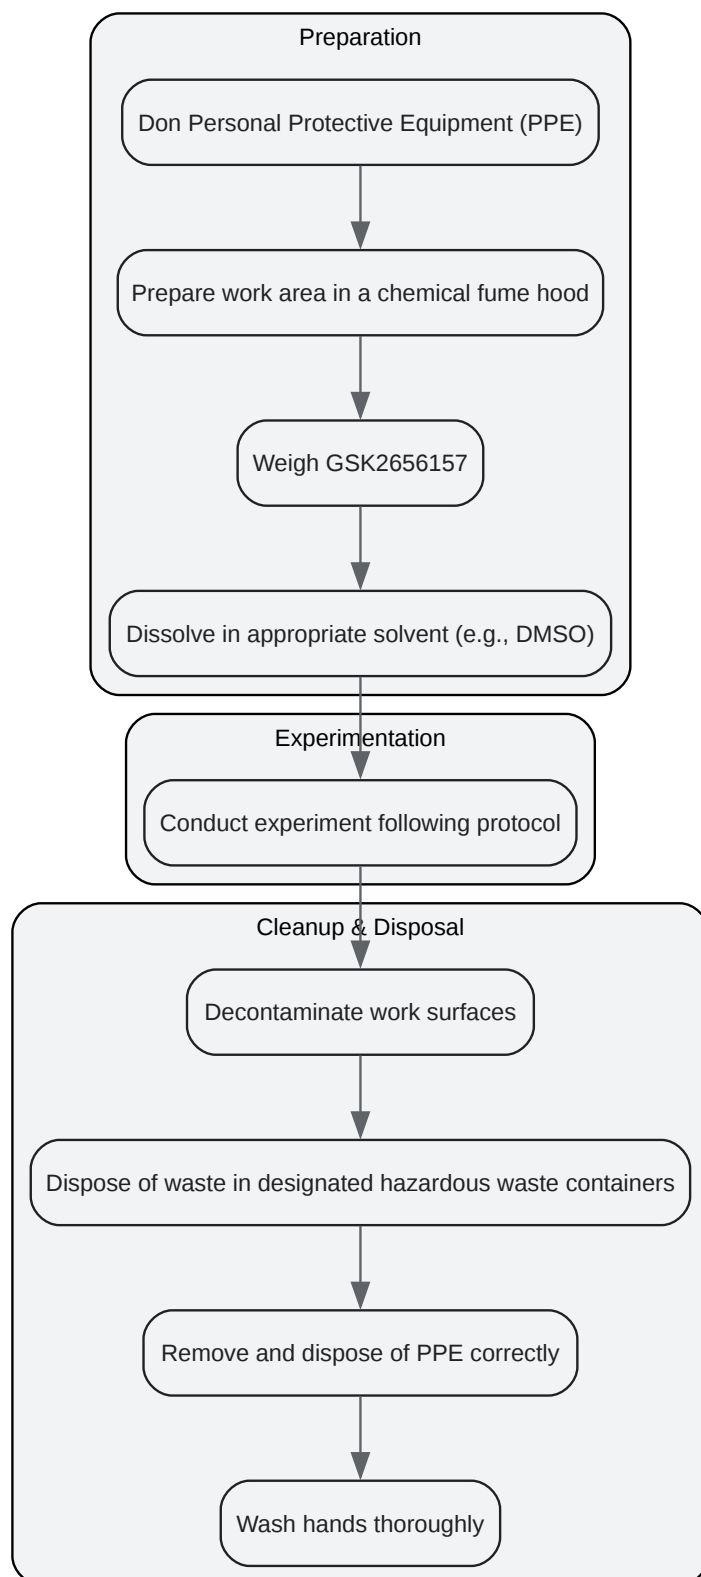 Preparation
Don Personal Protective Equipment (PPE)
Prepare work area in a chemical fume hood
Weigh GSK2656157
Dissolve in appropriate solvent (e.g., DMSO)
Experimentation
Conduct experiment following protocol
Cleanup & Disposal
Decontaminate work surfaces
Dispose of waste in designated hazardous waste containers
Remove and dispose of PPE correctly
Wash hands thoroughly